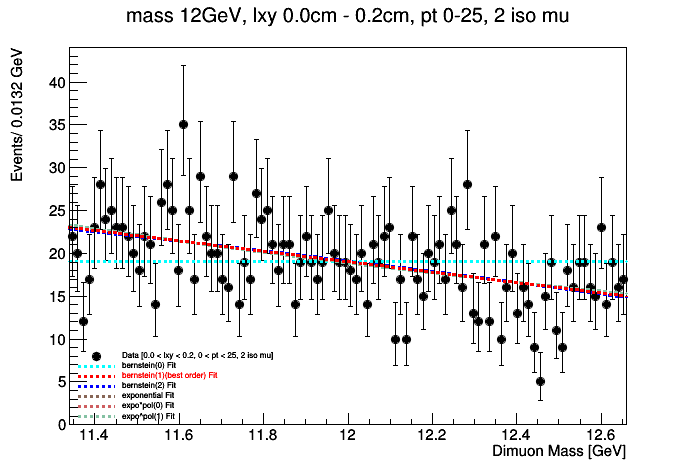 mass 12GeV, lxy 0.0cm - 0.2cm, pt 0-25, 2 iso mu
Events/ 0.0132 GeV
40
35
30
25
20
15
10
5
0
Data [0.0 < lxy < 0.2, 0 < pt < 25, 2 iso mu]
bernstein(0) Fit
bernstein(1)(best order) Fit
bernstein(2) Fit
exponential Fit
expo*pol(0) Fit
expo*pol(1) Fit
11.4 11.6 11.8 12 12.2 12.4 12.6
Dimuon Mass [GeV]